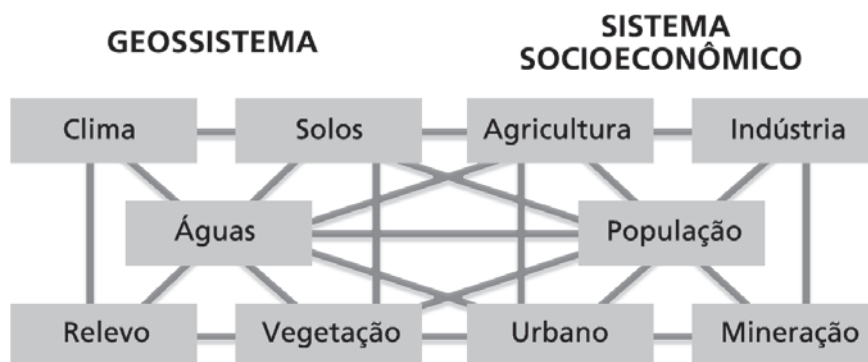 GEOSSISTEMA
SISTEMA
SOCIOECONÔMICO
Clima
Solos
Agricultura
Indústria
Águas
População
Relevo
Vegetação
Urbano
Mineração